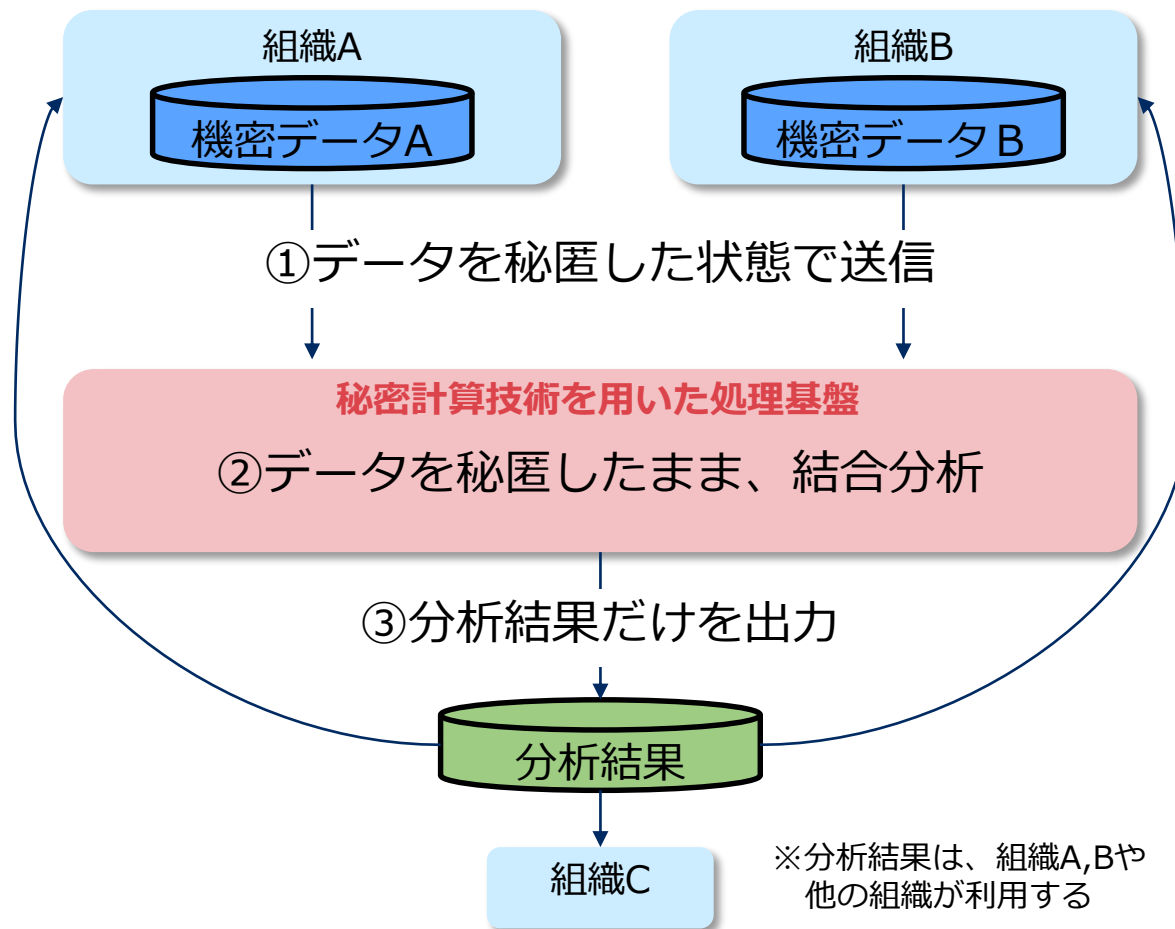 組織A
機密データA
組織B
機密データB
①データを秘匿した状態で送信
秘密計算技術を用いた処理基盤
②データを秘匿したまま、結合分析
③分析結果だけを出力
分析結果
組織C
※分析結果は、組織A,Bや
他の組織が利用する